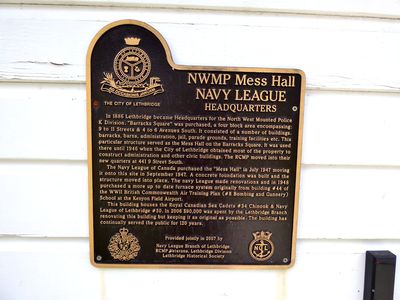 THE CITY OF LETHBRIDGE
NWMP Mess Hall
NAVY LEAGUE
HEADQUARTERS
In 1886 Lethbridge became Headquarters for the North West Mounted Police
K Division. "Barracks Square" was purchased, a four block area encompassing:
9 to 11 Streets & 4 to 6 Avenues South. It consisted of a number of buildings,
barracks, barns, administration, jail, parade grounds, training facilities etc. This
particular structure served as the Mess Hall on the Barracks Square. It was used
there until 1946 when the City of Lethbridge obtained most of the property to
construct administration and other civic buildings. The RCMP moved into their
new quarters at 411 9 Street South.
The Navy League of Canada purchased the "Mess Hall" in July 1947 moving
it onto this site in September 1947. A concrete foundation was built and the
structure moved into place. The navy League made renovations and in 1948
purchased a more up to date furnace system originally from building #44 of
the WWII British Commonwealth Air Training Plan (#8 Bombing and Gunnery)
School at the Kenyon Field Airport.
This building houses the Royal Canadian Sea Cadets #34 Chinook & Navy
League of Lethbridge #50. In 2006 $90,000 was spent by the Lethbridge Branch
renovating this building but keeping it as original as possible. The building has
continually served the public for 120 years.
Provided jointly in 2007 by
Navy League Branch of Lethbridge
RCMP Veterans, Lethbridge Division
Lethbridge Historical Society